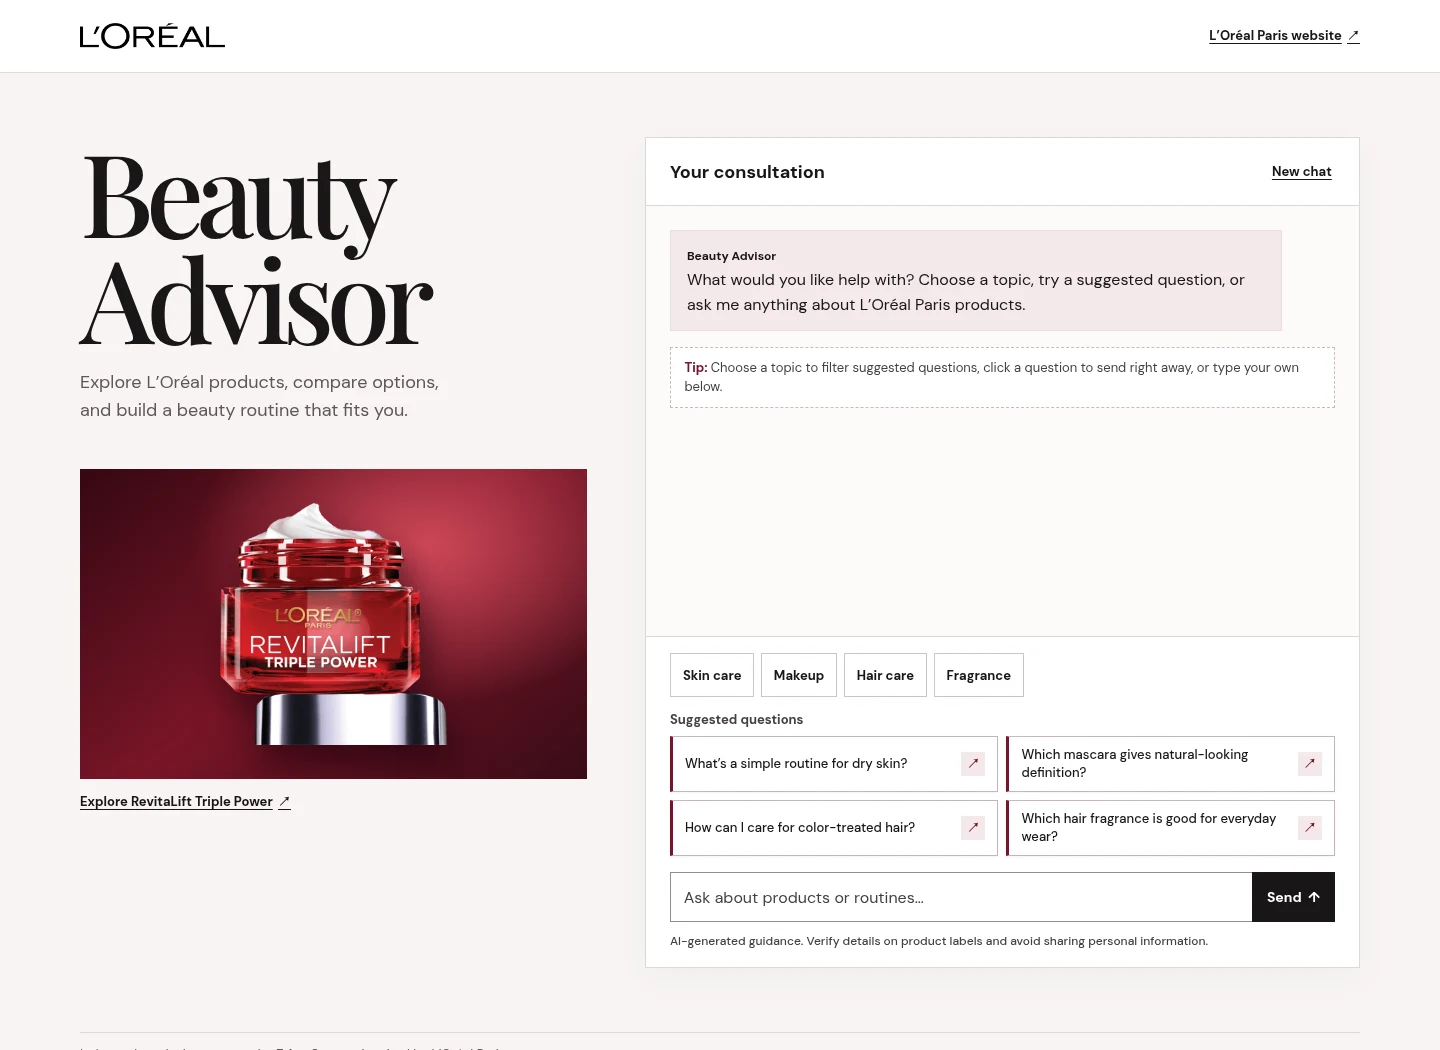 L'ORÉAL
L’Oréal Paris website ↗
Beauty
Advisor
Explore L’Oréal products, compare options,
and build a beauty routine that fits you.
L'ORÉAL®
PARIS
REVITALIFT
TRIPLE POWER
Explore RevitaLift Triple Power ↗
Your consultation
New chat
Beauty Advisor
What would you like help with? Choose a topic, try a suggested question, or
ask me anything about L’Oréal Paris products.
Tip: Choose a topic to filter suggested questions, click a question to send right away, or type your own
below.
Skin care
Makeup
Hair care
Fragrance
Suggested questions
What’s a simple routine for dry skin? ↗
Which mascara gives natural-looking
definition? ↗
How can I care for color-treated hair? ↗
Which hair fragrance is good for everyday
wear? ↗
Ask about products or routines…
Send ↑
AI-generated guidance. Verify details on product labels and avoid sharing personal information.